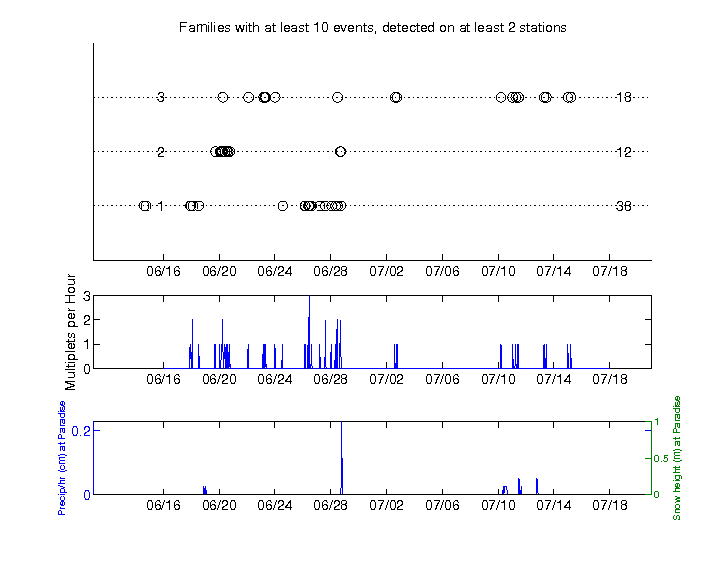 Families with at least 10 events, detected on at least 2 stations
3 18
2 12
1 38
06/16 06/20 06/24 06/28 07/02 07/06 07/10 07/14 07/18
Multiplets per Hour
3
2
1
0
06/16 06/20 06/24 06/28 07/02 07/06 07/10 07/14 07/18
Precip/hr (cm) at Paradise
0.2
0
1
0.5
0
Snow height (m) at Paradise
06/16 06/20 06/24 06/28 07/02 07/06 07/10 07/14 07/18